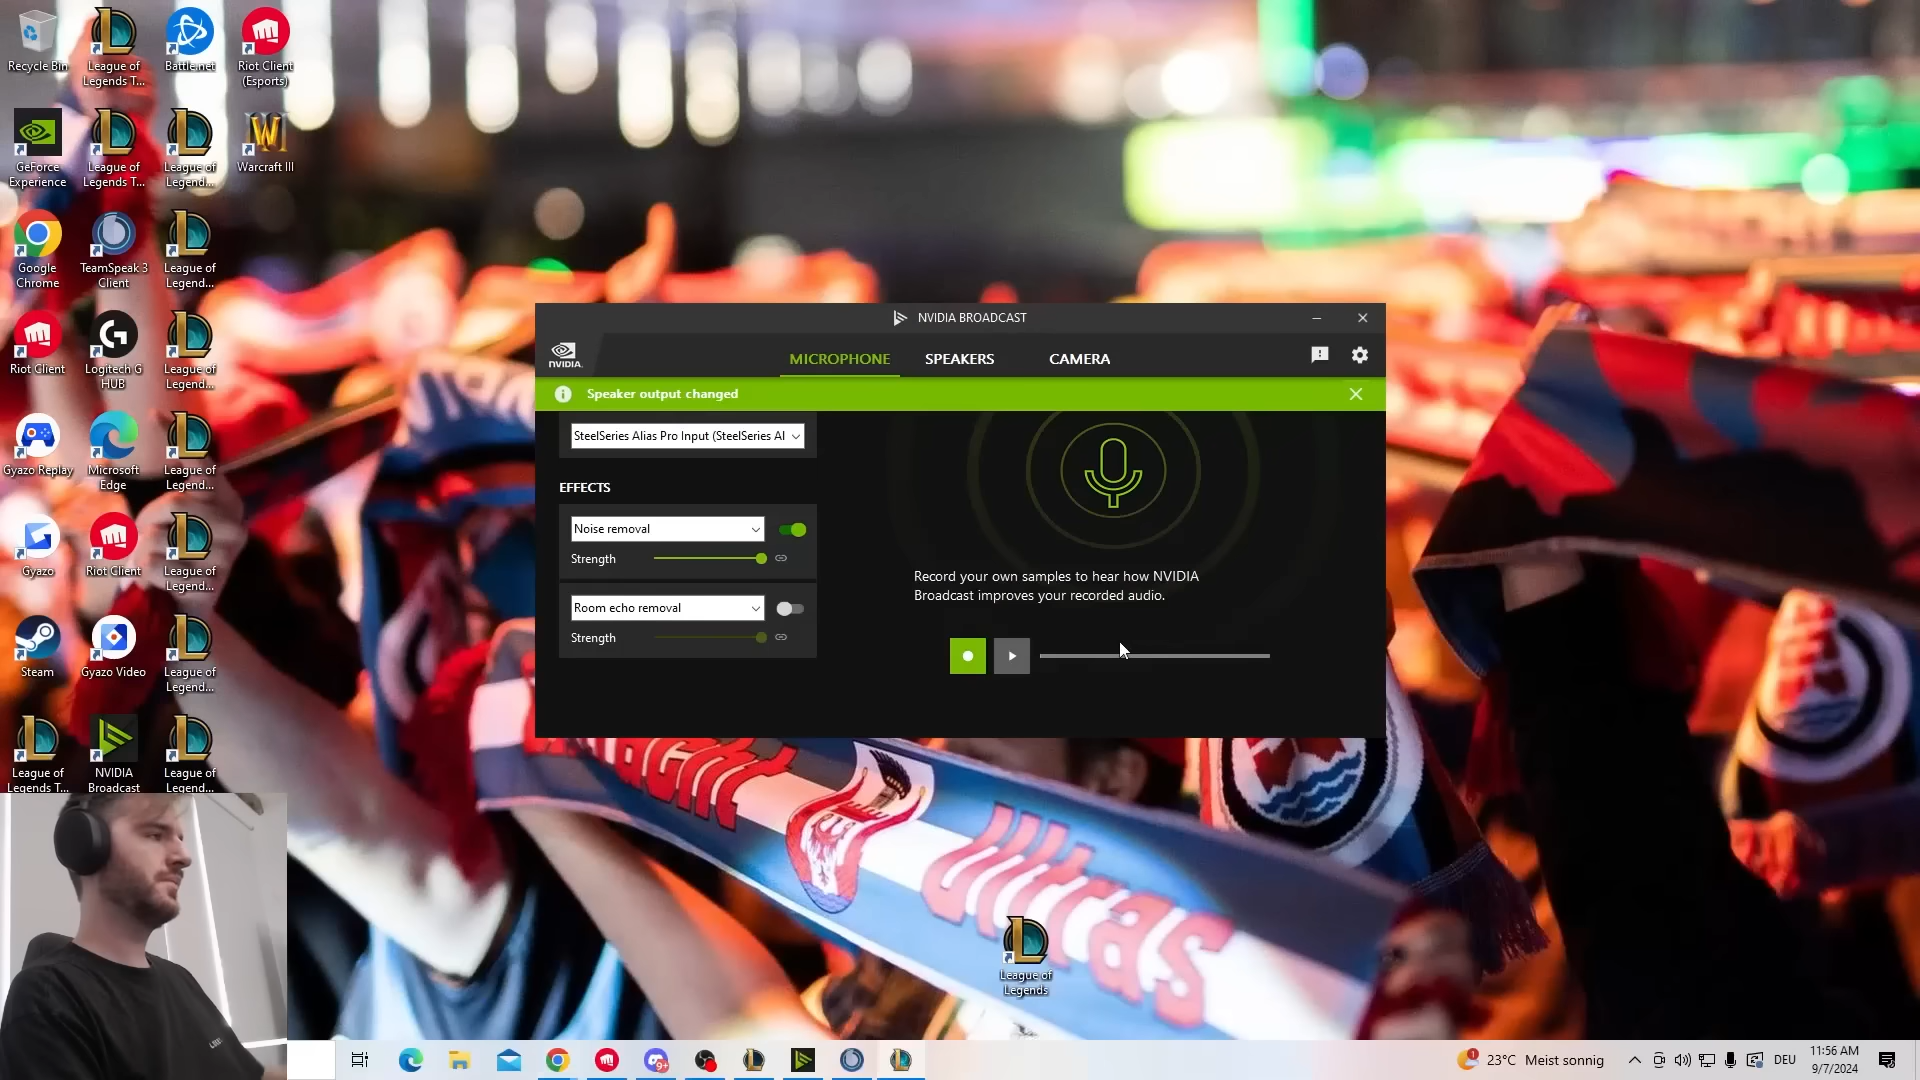 Recycle Bin
League of
Legends T...
Battle.net
Riot Client
(Esports)
GeForce
Experience
League of
Legends T...
League of
Legend...
Warcraft III
Google
Chrome
TeamSpeak 3
Client
League of
Legend...
Riot Client
Logitech G
HUB
League of
Legend...
Gyazo Replay
Microsoft
Edge
League of
Legend...
Gyazo
Riot Client
League of
Legend...
Steam
Gyazo Video
League of
Legend...
League of
Legends T...
NVIDIA
Broadcast
League of
Legend...
NVIDIA BROADCAST
NVIDIA.
MICROPHONE
SPEAKERS
CAMERA
Speaker output changed
SteelSeries Alias Pro Input (SteelSeries Al
EFFECTS
Noise removal
Strength
Room echo removal
Strength
Record your own samples to hear how NVIDIA
Broadcast improves your recorded audio.
Ultras
League of
Legends
9+
1
23°C Meist sonnig
DEU
11:56 AM
9/7/2024